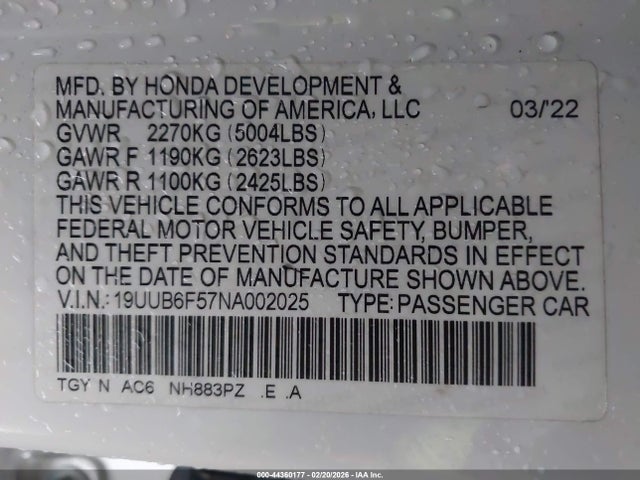 MFD. BY HONDA DEVELOPMENT &
MANUFACTURING OF AMERICA, LLC 03/'22
GVWR 2270KG (5004LBS)
GAWR F 1190KG (2623LBS)
GAWR R 1100KG (2425LBS)
THIS VEHICLE CONFORMS TO ALL APPLICABLE
FEDERAL MOTOR VEHICLE SAFETY, BUMPER,
AND THEFT PREVENTION STANDARDS IN EFFECT
ON THE DATE OF MANUFACTURE SHOWN ABOVE.
V.I.N.: 19UUB6F57NA002025 TYPE: PASSENGER CAR
TGY N AC6 NH883PZ .E .A
000-44360177 - 02/20/2026 - IAA Inc.